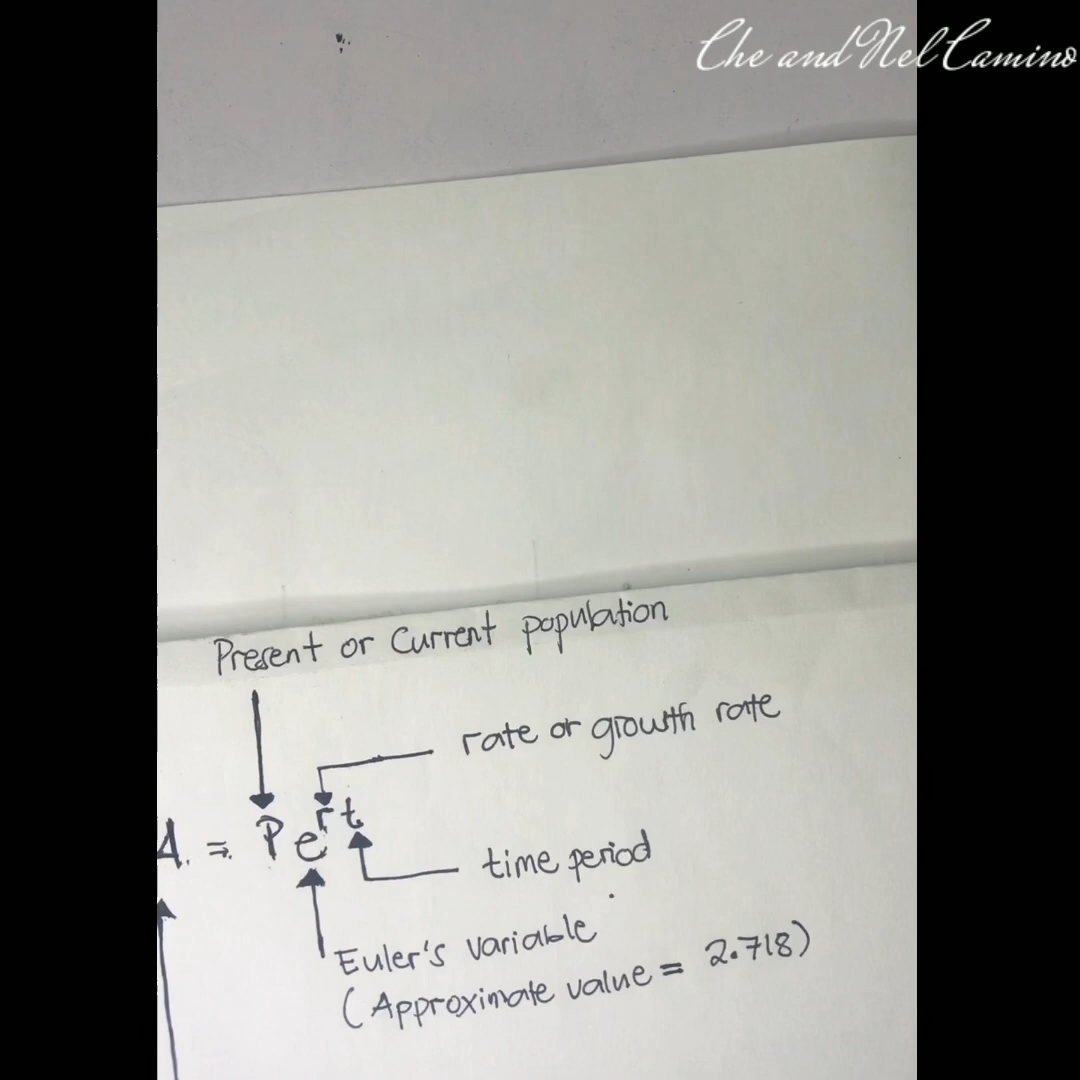 Che and Nel Camino
Present or Current population
rate or growth rate
A. = Pe^rt
time period
Euler's variable
(Approximate value = 2.718)